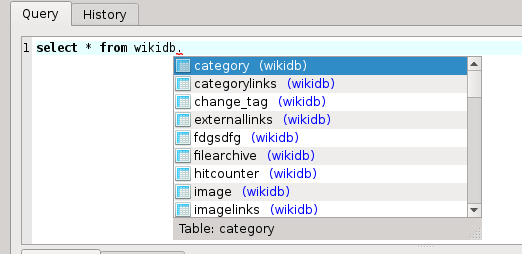 Query History
1 select * from wikidb.
category (wikidb)
categorylinks (wikidb)
change_tag (wikidb)
externallinks (wikidb)
fdgsdfg (wikidb)
filearchive (wikidb)
hitcounter (wikidb)
image (wikidb)
imagelinks (wikidb)
Table: category